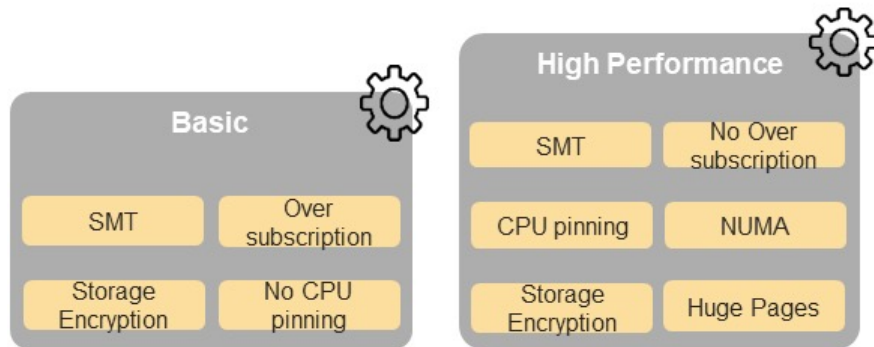 Basic
SMT
Over
subscription
Storage
Encryption
No CPU
pinning
High Performance
SMT
No Over
subscription
CPU pinning
NUMA
Storage
Encryption
Huge Pages